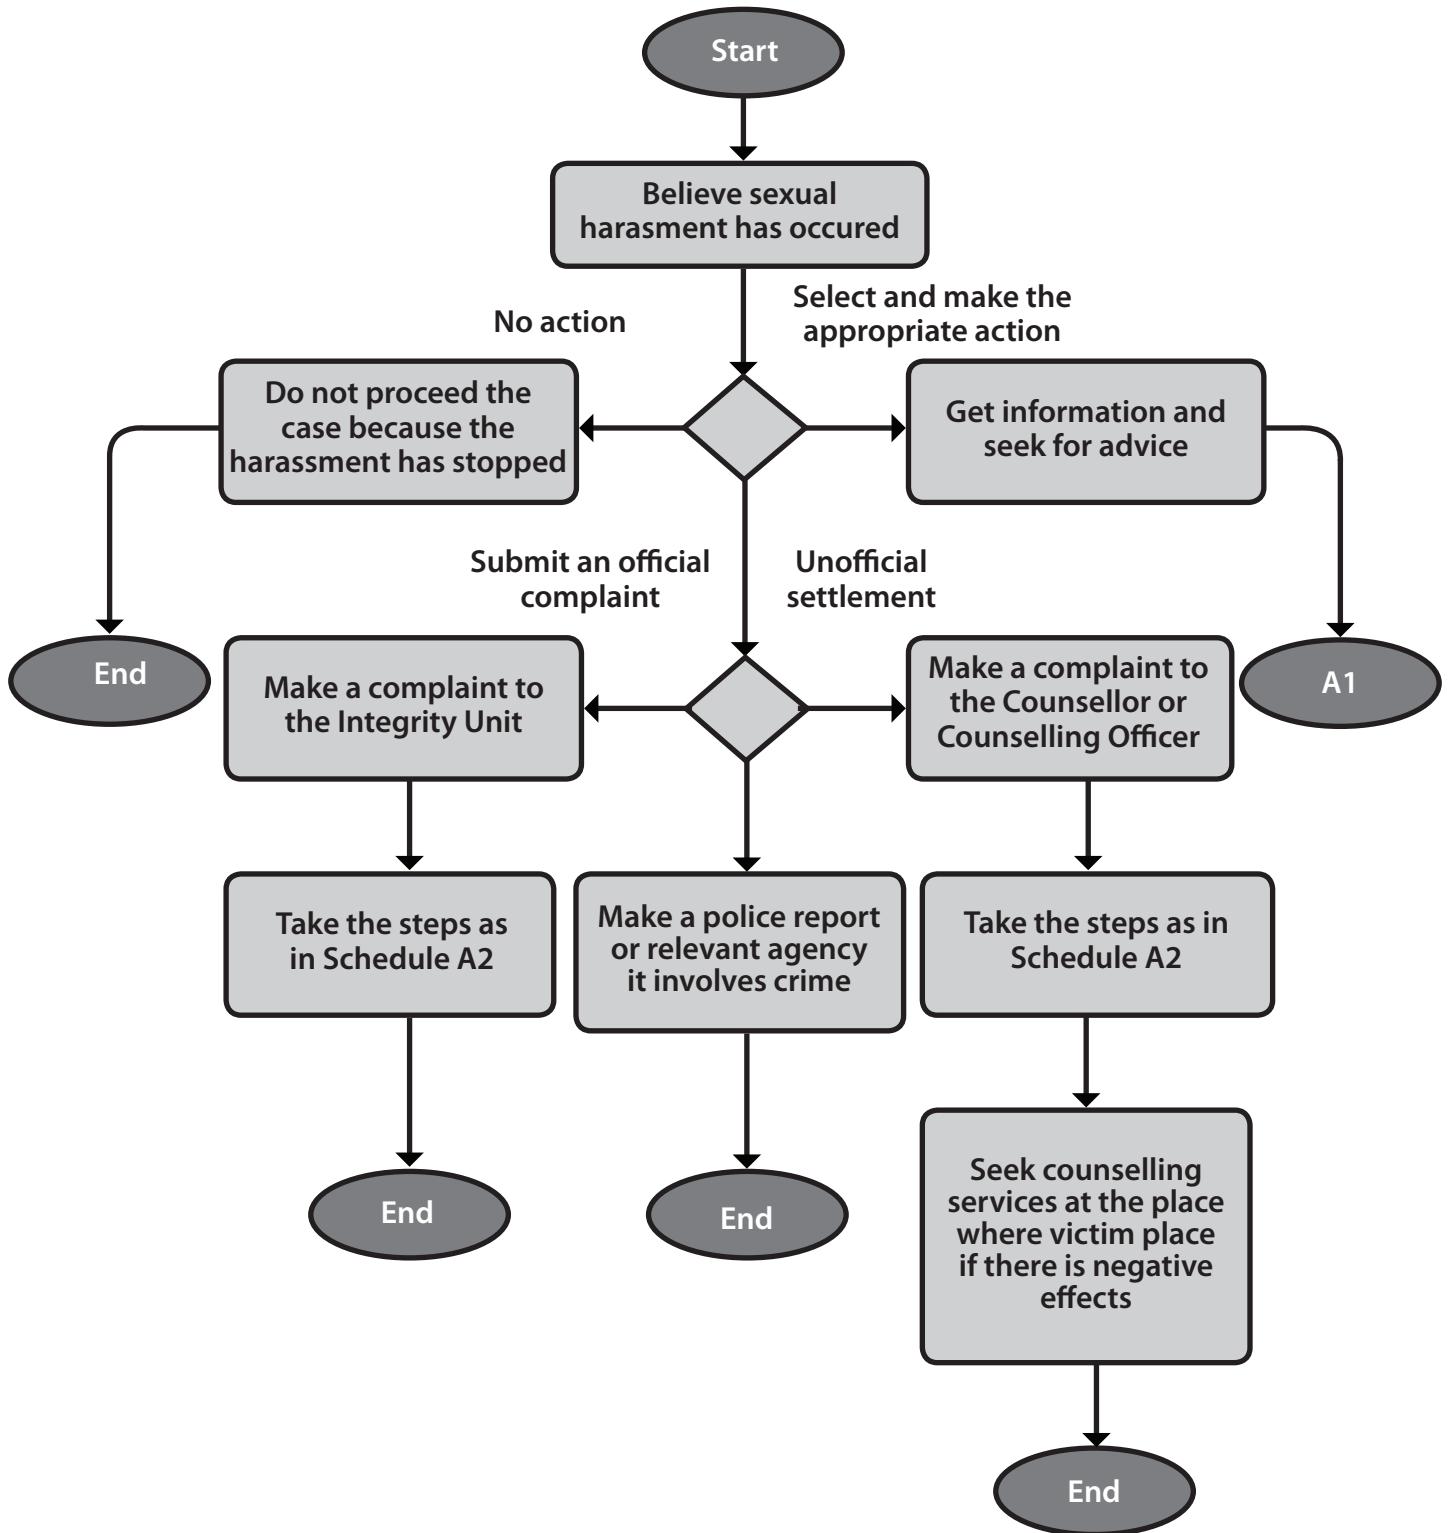 Start
Believe sexual
harasment has occured
No action
Select and make the
appropriate action
Do not proceed the
case because the
harassment has stopped
Get information and
seek for advice
Submit an official
complaint
Unofficial
settlement
End
Make a complaint to
the Integrity Unit
Make a complaint to
the Counsellor or
Counselling Officer
A1
Take the steps as
in Schedule A2
Make a police report
or relevant agency
it involves crime
Take the steps as in
Schedule A2
End
End
Seek counselling
services at the place
where victim place
if there is negative
effects
End